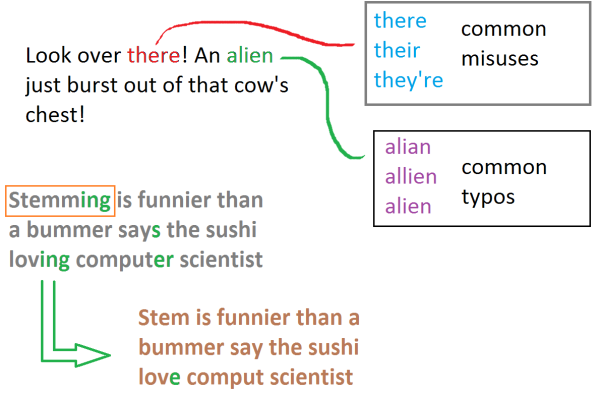 Look over there! An alien
just burst out of that cow's
chest!
there
their
they're
common
misuses
alian
allien
alien
common
typos
Stemming is funnier than
a bummer says the sushi
loving computer scientist
Stem is funnier than a
bummer say the sushi
love comput scientist